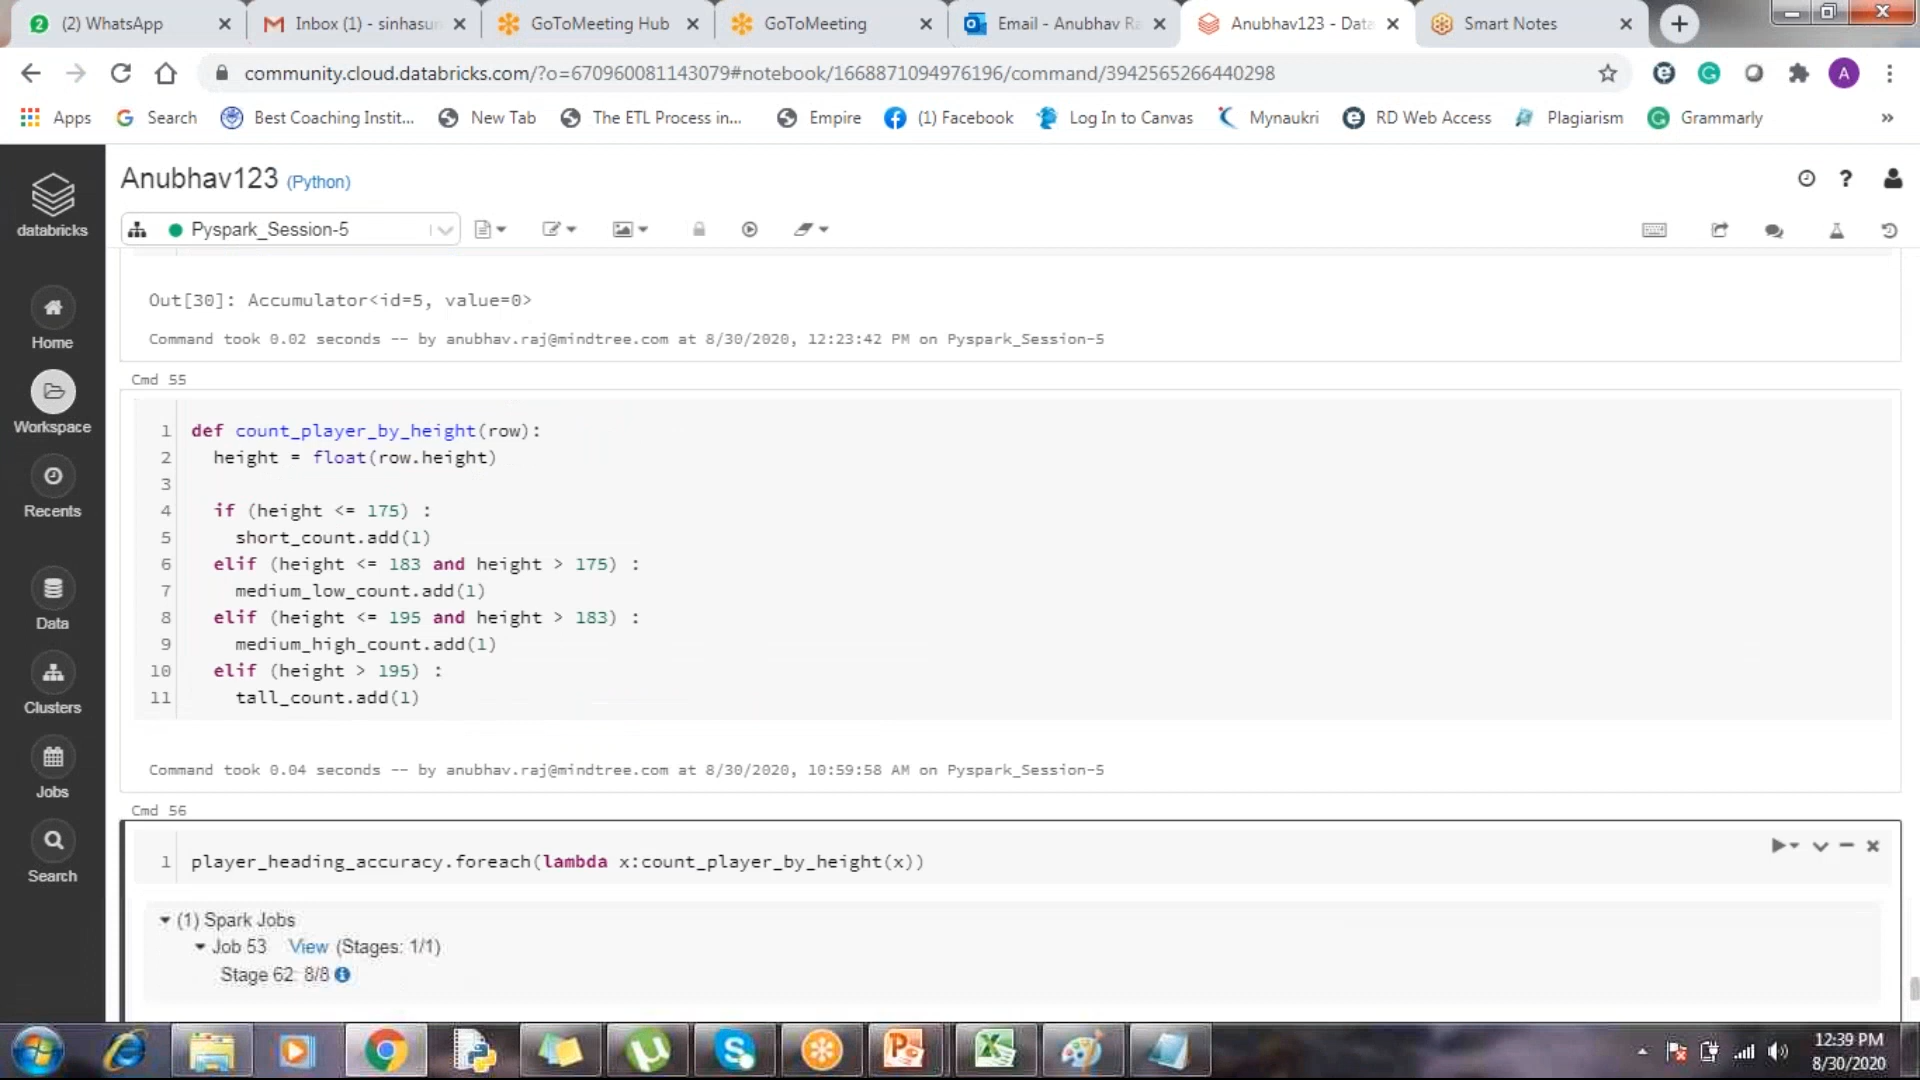 (2) WhatsApp
Inbox (1) - sinhasun
GoToMeeting Hub
GoToMeeting
Email - Anubhav Ra
Anubhav123 - Data
Smart Notes
community.cloud.databricks.com/?o=670960081143079#notebook/1668871094976196/command/3942565266440298
A
Apps
Search
Best Coaching Instit...
New Tab
The ETL Process in...
Empire
(1) Facebook
Log In to Canvas
Mynaukri
RD Web Access
Plagiarism
Grammarly
»
databricks
Home
Workspace
Recents
Data
Clusters
Jobs
Search
Anubhav123 (Python)
Pyspark_Session-5
Out[30]: Accumulator<id=5, value=0>
Command took 0.02 seconds -- by anubhav.raj@mindtree.com at 8/30/2020, 12:23:42 PM on Pyspark_Session-5
Cmd 55
1 def count_player_by_height(row):
2 height = float(row.height)
3
4 if (height <= 175) :
5 short_count.add(1)
6 elif (height <= 183 and height > 175) :
7 medium_low_count.add(1)
8 elif (height <= 195 and height > 183) :
9 medium_high_count.add(1)
10 elif (height > 195) :
11 tall_count.add(1)
Command took 0.04 seconds -- by anubhav.raj@mindtree.com at 8/30/2020, 10:59:58 AM on Pyspark_Session-5
Cmd 56
1 player_heading_accuracy.foreach(lambda x:count_player_by_height(x))
(1) Spark Jobs
Job 53 View (Stages: 1/1)
Stage 62: 8/8
12:39 PM
8/30/2020